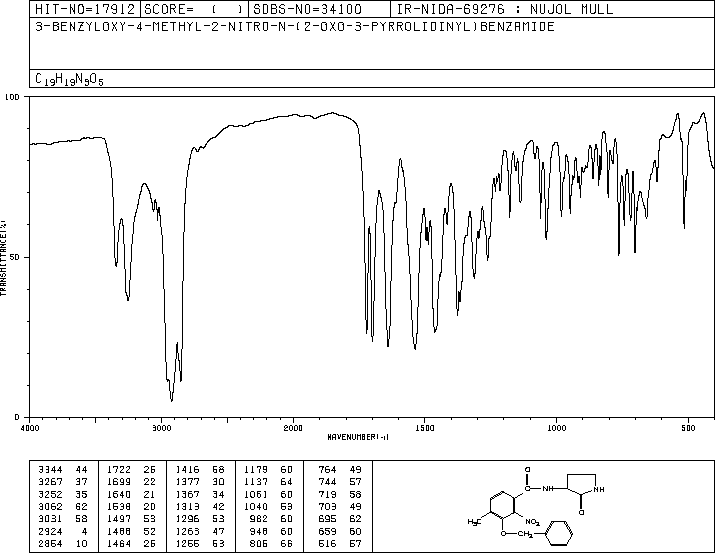 HIT-NO=17912 SCORE= ( ) SDBS-NO=34100 IR-NIDA-69276 : NUJOL MULL
3-BENZYLOXY-4-METHYL-2-NITRO-N-(2-OXO-3-PYRROLIDINYL)BENZAMIDE
C19H19N3O5
100
50
0
TRANSMITTANCE(%)
4000 3000 2000 1500 1000 500
WAVENUMBER(-1)
3344 44 1722 26 1416 68 1179 60 764 49
3267 37 1699 22 1377 30 1137 64 744 57
3252 35 1640 21 1367 34 1061 60 719 58
3062 62 1538 20 1313 42 1040 53 703 49
3031 58 1497 53 1296 53 982 60 695 62
2924 4 1488 52 1263 47 948 60 659 60
2854 10 1464 26 1255 63 806 66 516 57
O
C NH NH
O
H3C NO2
O CH2